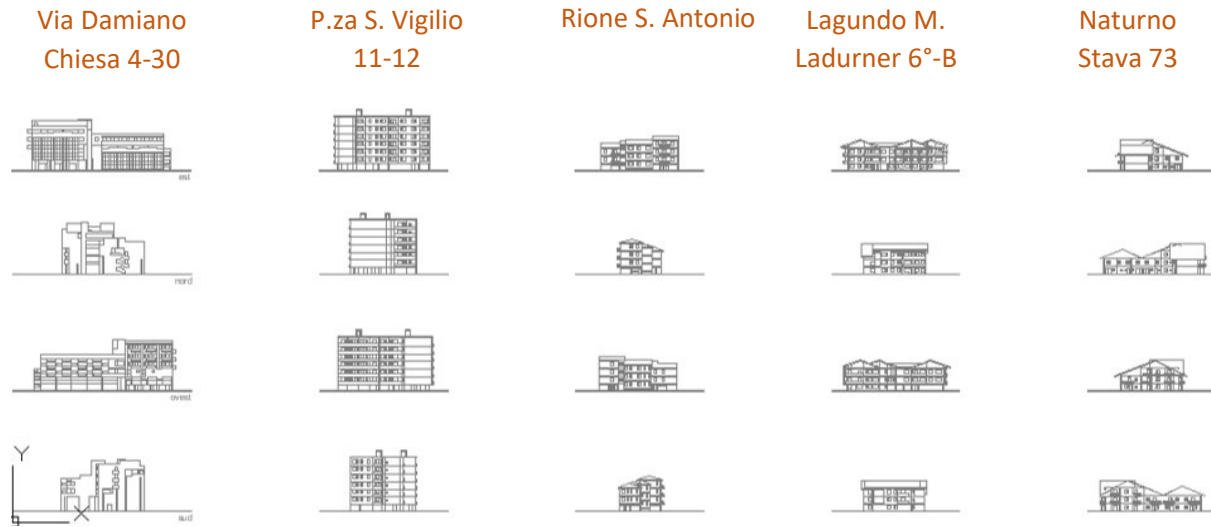 Via Damiano
Chiesa 4-30
P.za S. Vigilio
11-12
Rione S. Antonio
Lagundo M.
Ladurner 6°-B
Naturno
Stava 73
est
nord
ovest
Y
X
sud